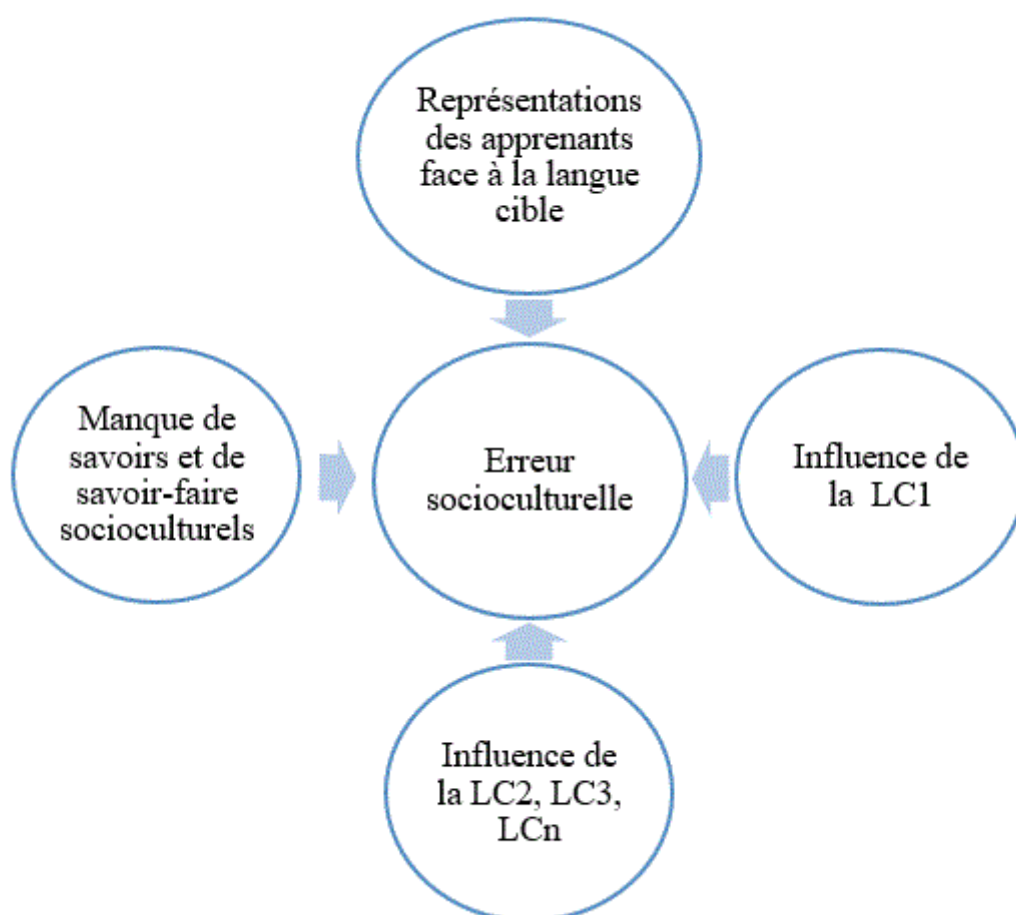 Représentations
des apprenants
face à la langue
cible
Manque de
savoirs et de
savoir-faire
socioculturels
Erreur
socioculturelle
Influence de
la LC1
Influence de
la LC2, LC3,
LCn